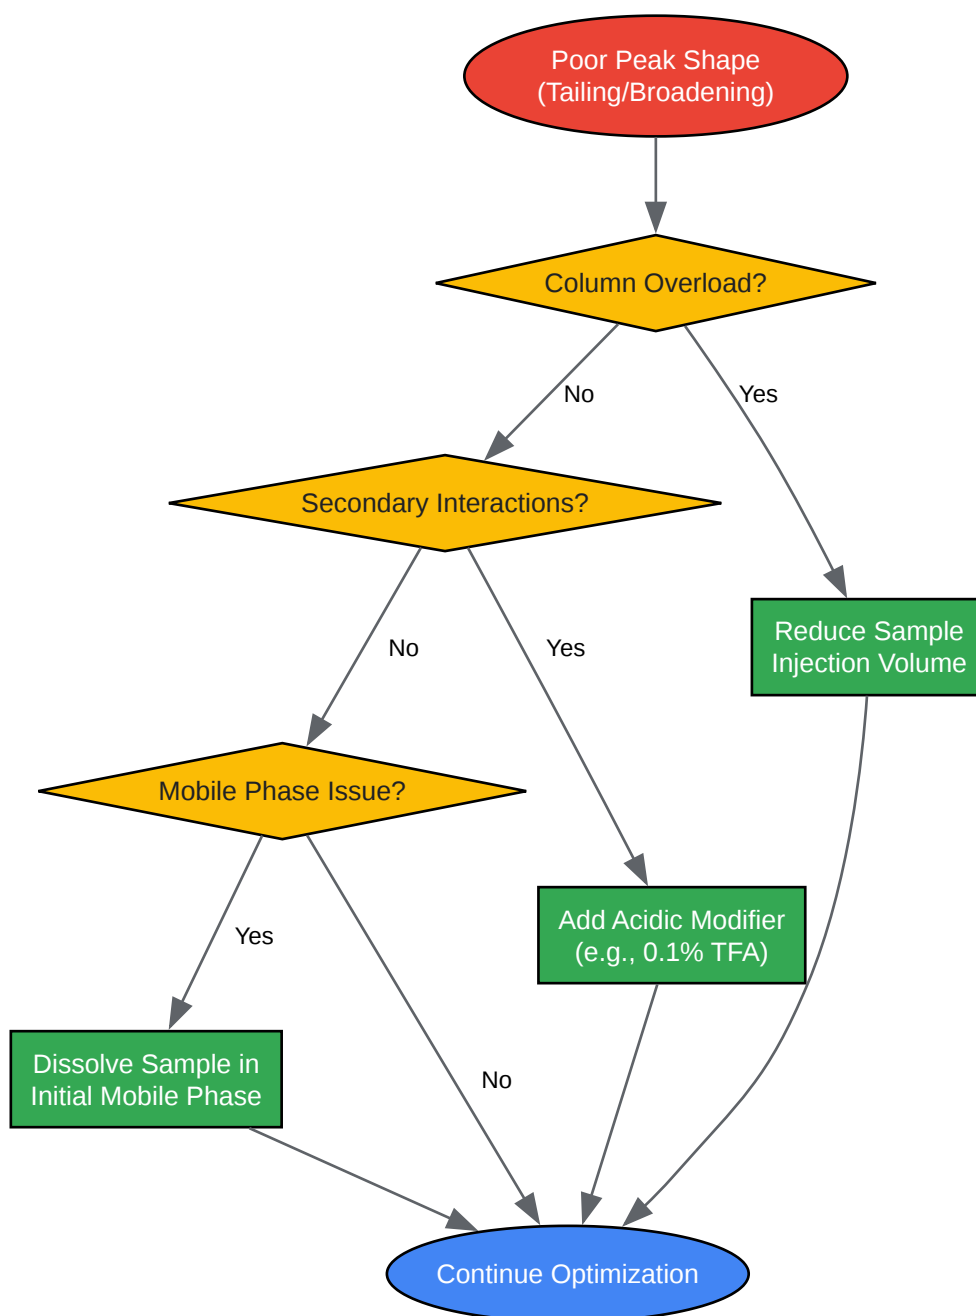 Poor Peak Shape
(Tailing/Broadening)
Column Overload?
No
Yes
Secondary Interactions?
No
Yes
Reduce Sample
Injection Volume
Mobile Phase Issue?
Yes
No
Add Acidic Modifier
(e.g., 0.1% TFA)
Dissolve Sample in
Initial Mobile Phase
Continue Optimization